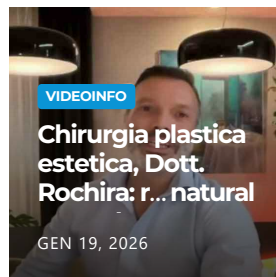 VIDEOINFO
Chirurgia plastica
estetica, Dott.
Rochira: r… natural
GEN 19, 2026